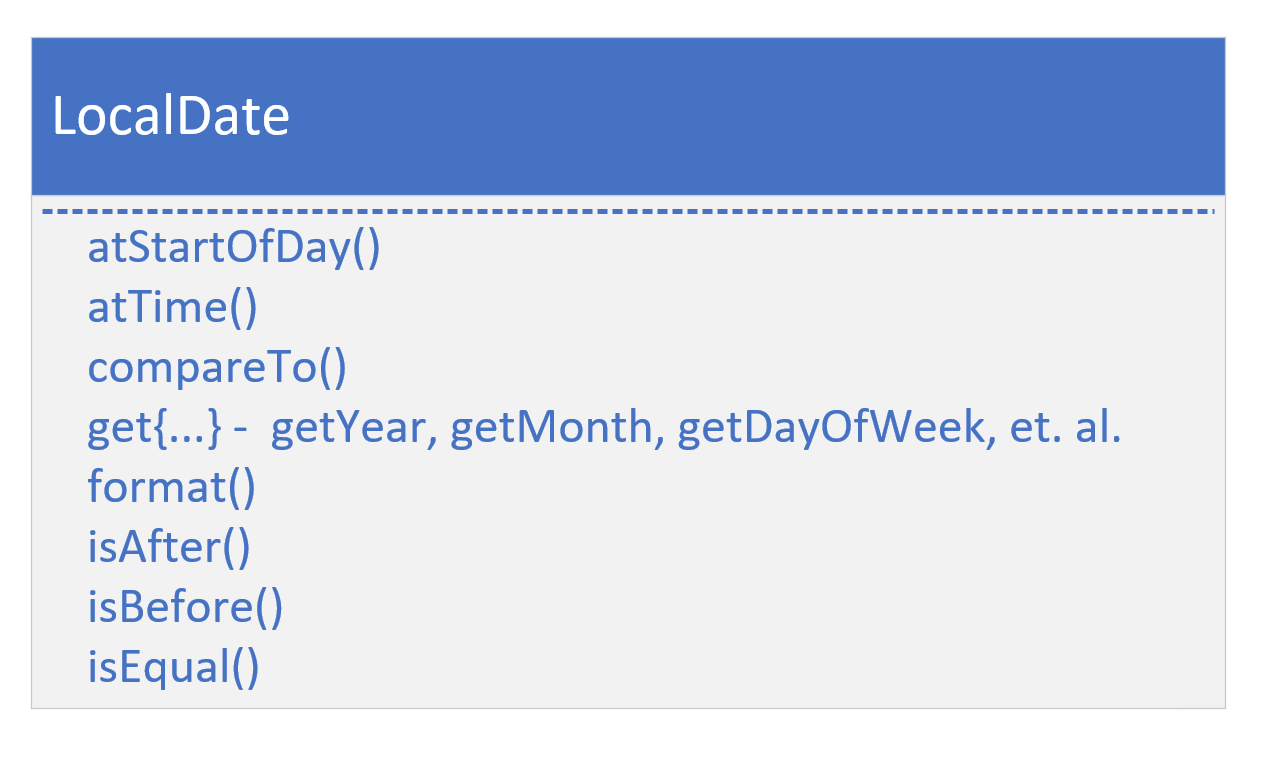 LocalDate
atStartOfDay()
atTime()
compareTo()
get{...} - getYear, getMonth, getDayOfWeek, et. al.
format()
isAfter()
isBefore()
isEqual()